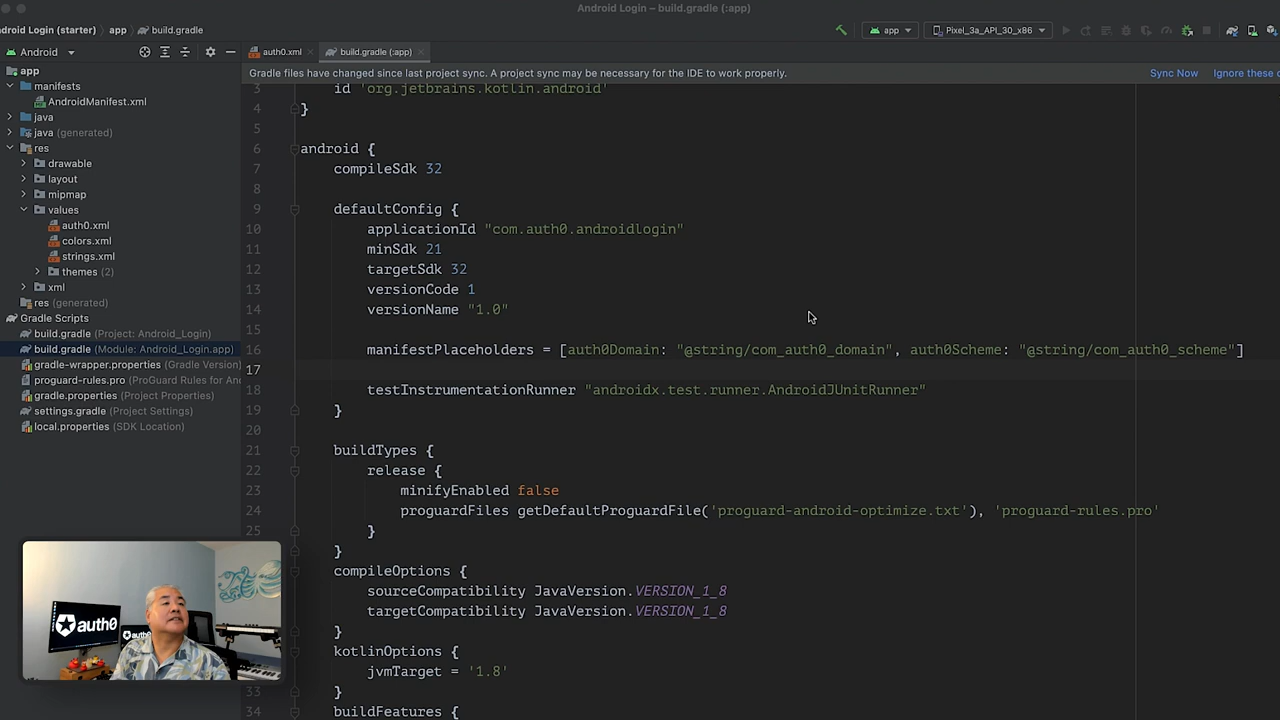 Android Login – build.gradle (:app)
ndroid Login (starter) app build.gradle
app Pixel_3a_API_30_x86
Android
auth0.xml build.gradle (:app)
Gradle files have changed since last project sync. A project sync may be necessary for the IDE to work properly. Sync Now Ignore these c
app
manifests
AndroidManifest.xml
java
java (generated)
res
drawable
layout
mipmap
values
auth0.xml
colors.xml
strings.xml
themes (2)
xml
res (generated)
Gradle Scripts
build.gradle (Project: Android_Login)
build.gradle (Module: Android_Login.app)
gradle-wrapper.properties (Gradle Version)
proguard-rules.pro (ProGuard Rules for An
gradle.properties (Project Properties)
settings.gradle (Project Settings)
local.properties (SDK Location)
3 id 'org.jetbrains.kotlin.android'
4 }
5
6 android {
7 compileSdk 32
8
9 defaultConfig {
10 applicationId "com.auth0.androidlogin"
11 minSdk 21
12 targetSdk 32
13 versionCode 1
14 versionName "1.0"
15
16 manifestPlaceholders = [auth0Domain: "@string/com_auth0_domain", auth0Scheme: "@string/com_auth0_scheme"]
17
18 testInstrumentationRunner "androidx.test.runner.AndroidJUnitRunner"
19 }
20
21 buildTypes {
22 release {
23 minifyEnabled false
24 proguardFiles getDefaultProguardFile('proguard-android-optimize.txt'), 'proguard-rules.pro'
25 }
}
compileOptions {
sourceCompatibility JavaVersion.VERSION_1_8
targetCompatibility JavaVersion.VERSION_1_8
}
kotlinOptions {
jvmTarget = '1.8'
33 }
34 buildFeatures {
auth0
auth0